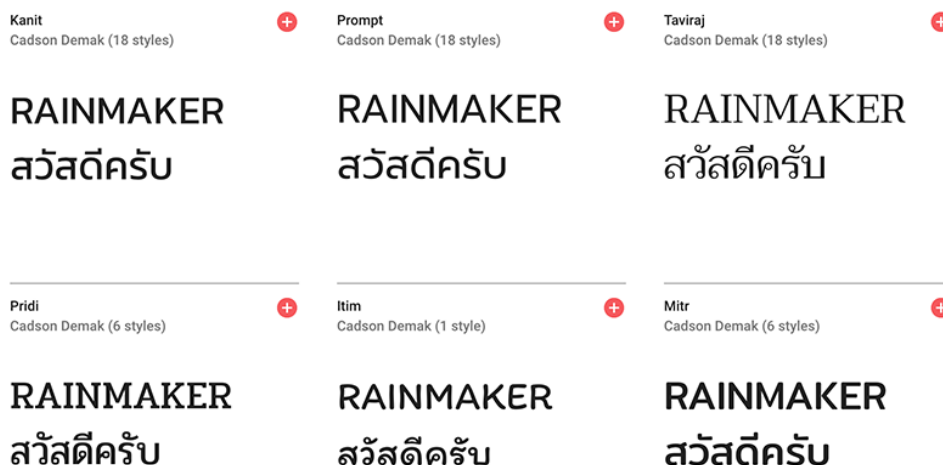 Kanit
Cadson Demak (18 styles)
RAINMAKER
สวัสดีครับ
Prompt
Cadson Demak (18 styles)
RAINMAKER
สวัสดีครับ
Taviraj
Cadson Demak (18 styles)
RAINMAKER
สวัสดีครับ
Pridi
Cadson Demak (6 styles)
RAINMAKER
สวัสดีครับ
Itim
Cadson Demak (1 style)
RAINMAKER
สวัสดีครับ
Mitr
Cadson Demak (6 styles)
RAINMAKER
สวัสดีครับ